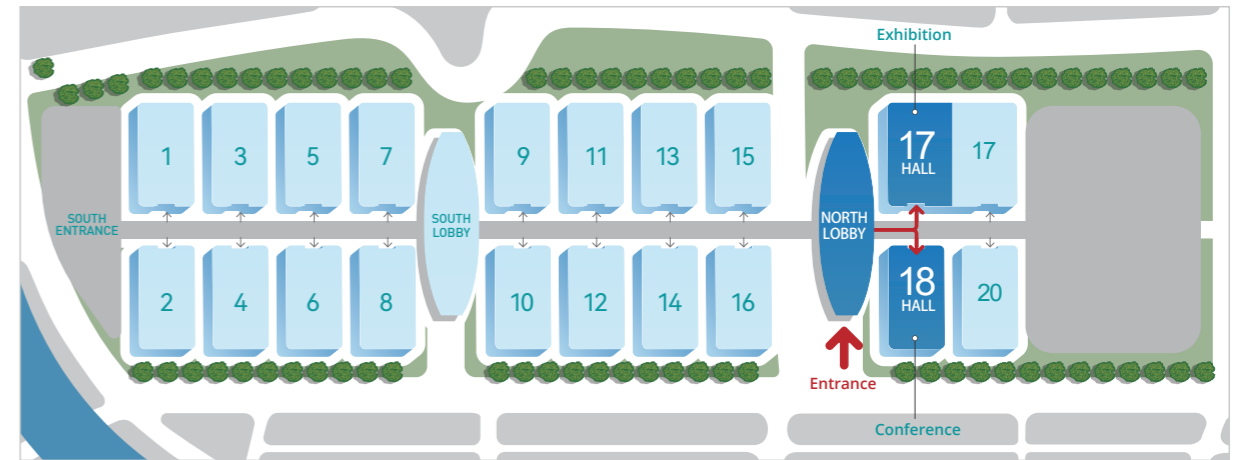 Exhibition
1
3
5
7
9
11
13
15
17
HALL
17
SOUTH
ENTRANCE
SOUTH
LOBBY
NORTH
LOBBY
2
4
6
8
10
12
14
16
18
HALL
20
Entrance
Conference